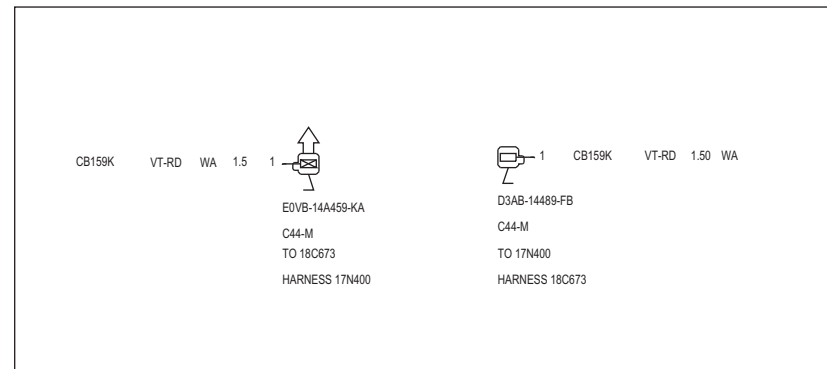 CB159K VT-RD WA 1.5 1
E0VB-14A459-KA
C44-M
TO 18C673
HARNESS 17N400
1 CB159K VT-RD 1.50 WA
D3AB-14489-FB
C44-M
TO 17N400
HARNESS 18C673